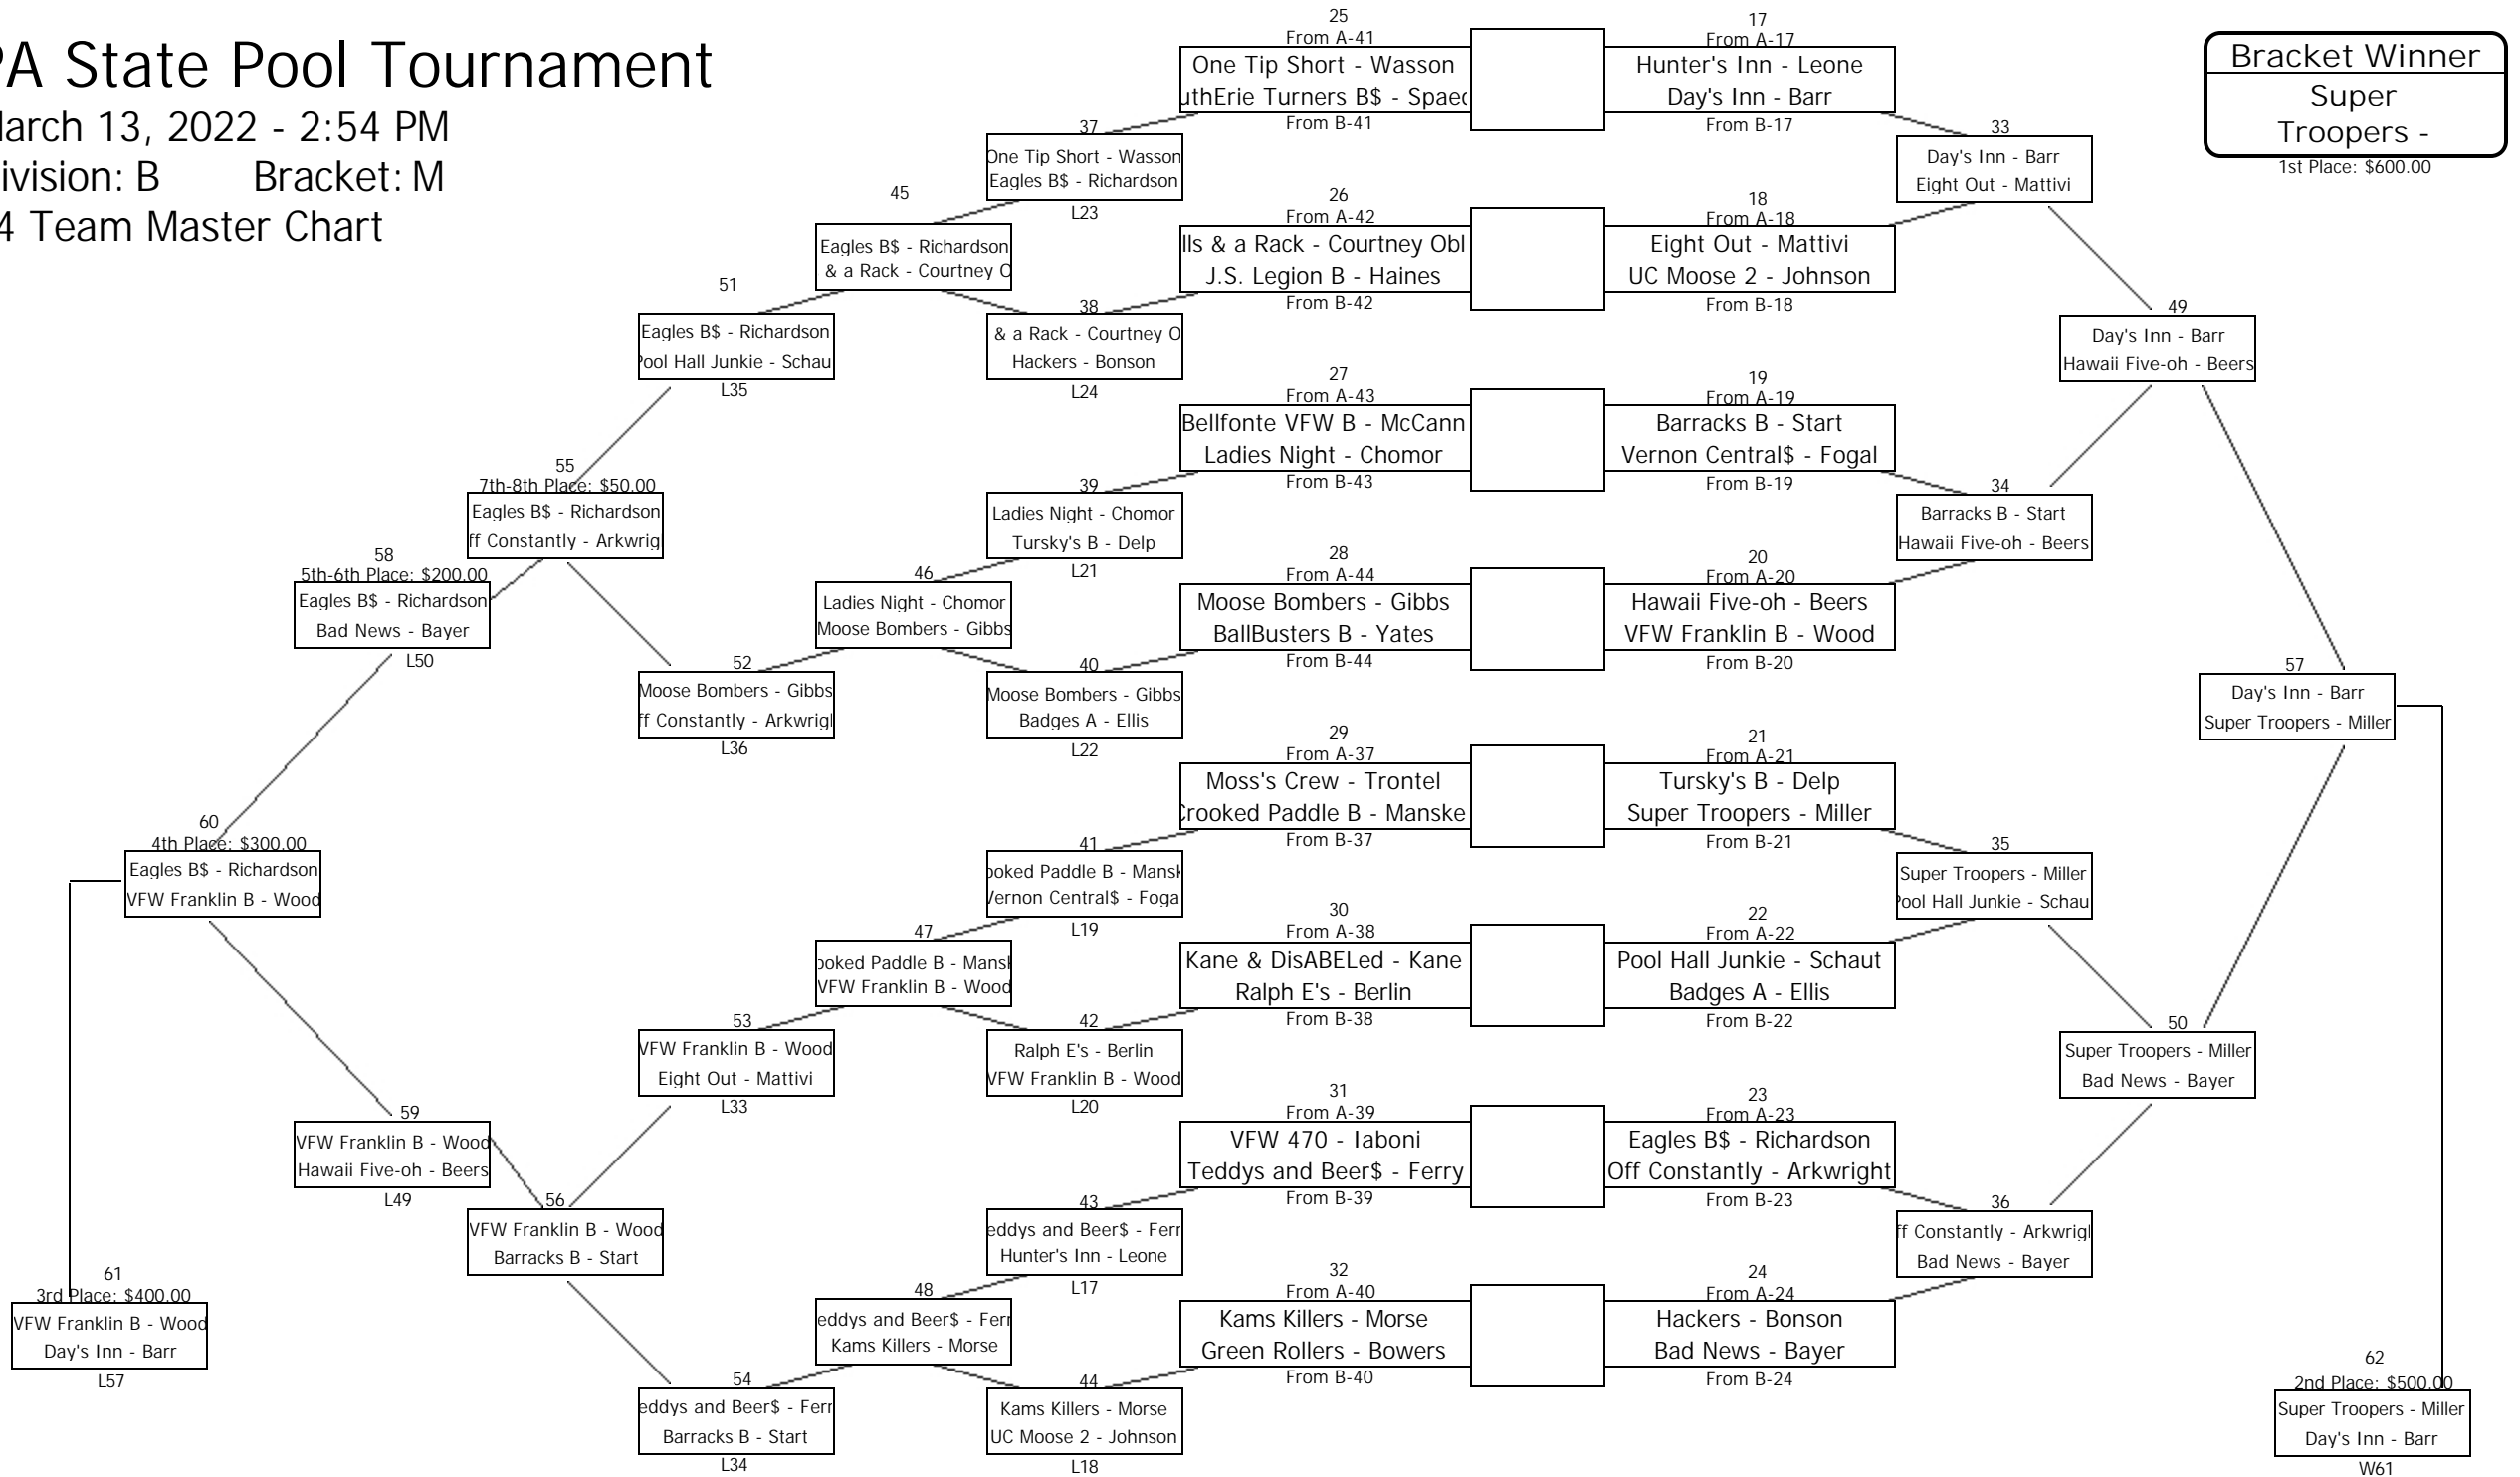 PA State Pool Tournament
March 13, 2022 - 2:54 PM
Division: B Bracket: M
4 Team Master Chart
Bracket Winner
Super
Troopers -
1st Place: $600.00
61
3rd Place: $400.00
VFW Franklin B - Wood
Day's Inn - Barr
L57
60
4th Place: $300.00
Eagles B$ - Richardson
VFW Franklin B - Wood
58
5th-6th Place: $200.00
Eagles B$ - Richardson
Bad News - Bayer
L50
59
VFW Franklin B - Wood
Hawaii Five-oh - Beers
L49
55
7th-8th Place: $50.00
Eagles B$ - Richardson
ff Constantly - Arkwrig
56
VFW Franklin B - Wood
Barracks B - Start
51
Eagles B$ - Richardson
Pool Hall Junkie - Schau
L35
52
Moose Bombers - Gibbs
ff Constantly - Arkwrigl
L36
53
VFW Franklin B - Wood
Eight Out - Mattivi
L33
54
eddys and Beer$ - Ferr
Barracks B - Start
L34
45
Eagles B$ - Richardson
& a Rack - Courtney O
46
Ladies Night - Chomor
Moose Bombers - Gibbs
47
ooked Paddle B - Mansl
VFW Franklin B - Wood
48
eddys and Beer$ - Ferr
Kams Killers - Morse
37
One Tip Short - Wasson
Eagles B$ - Richardson
L23
38
& a Rack - Courtney O
Hackers - Bonson
L24
39
Ladies Night - Chomor
Tursky's B - Delp
L21
40
Moose Bombers - Gibbs
Badges A - Ellis
L22
41
ooked Paddle B - Mansk
Vernon Central$ - Foga
L19
42
Ralph E's - Berlin
VFW Franklin B - Wood
L20
43
eddys and Beer$ - Ferr
Hunter's Inn - Leone
L17
44
Kams Killers - Morse
UC Moose 2 - Johnson
L18
25
From A-41
One Tip Short - Wasson
uthErie Turners B$ - Spaed
From B-41
26
From A-42
lls & a Rack - Courtney Obl
J.S. Legion B - Haines
From B-42
27
From A-43
Bellfonte VFW B - McCann
Ladies Night - Chomor
From B-43
28
From A-44
Moose Bombers - Gibbs
BallBusters B - Yates
From B-44
29
From A-37
Moss's Crew - Trontel
Crooked Paddle B - Manske
From B-37
30
From A-38
Kane & DisABELed - Kane
Ralph E's - Berlin
From B-38
31
From A-39
VFW 470 - Iaboni
Teddys and Beer$ - Ferry
From B-39
32
From A-40
Kams Killers - Morse
Green Rollers - Bowers
From B-40
17
From A-17
Hunter's Inn - Leone
Day's Inn - Barr
From B-17
18
From A-18
Eight Out - Mattivi
UC Moose 2 - Johnson
From B-18
19
From A-19
Barracks B - Start
Vernon Central$ - Fogal
From B-19
20
From A-20
Hawaii Five-oh - Beers
VFW Franklin B - Wood
From B-20
21
From A-21
Tursky's B - Delp
Super Troopers - Miller
From B-21
22
From A-22
Pool Hall Junkie - Schaut
Badges A - Ellis
From B-22
23
From A-23
Eagles B$ - Richardson
Off Constantly - Arkwright
From B-23
24
From A-24
Hackers - Bonson
Bad News - Bayer
From B-24
33
Day's Inn - Barr
Eight Out - Mattivi
34
Barracks B - Start
Hawaii Five-oh - Beers
35
Super Troopers - Miller
Pool Hall Junkie - Schau
36
ff Constantly - Arkwrigl
Bad News - Bayer
49
Day's Inn - Barr
Hawaii Five-oh - Beers
50
Super Troopers - Miller
Bad News - Bayer
57
Day's Inn - Barr
Super Troopers - Miller
62
2nd Place: $500.00
Super Troopers - Miller
Day's Inn - Barr
W61